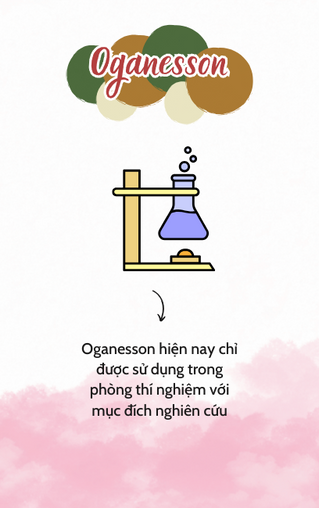 Oganesson
Oganesson hiện nay chỉ
được sử dụng trong
phòng thí nghiệm với
mục đích nghiên cứu